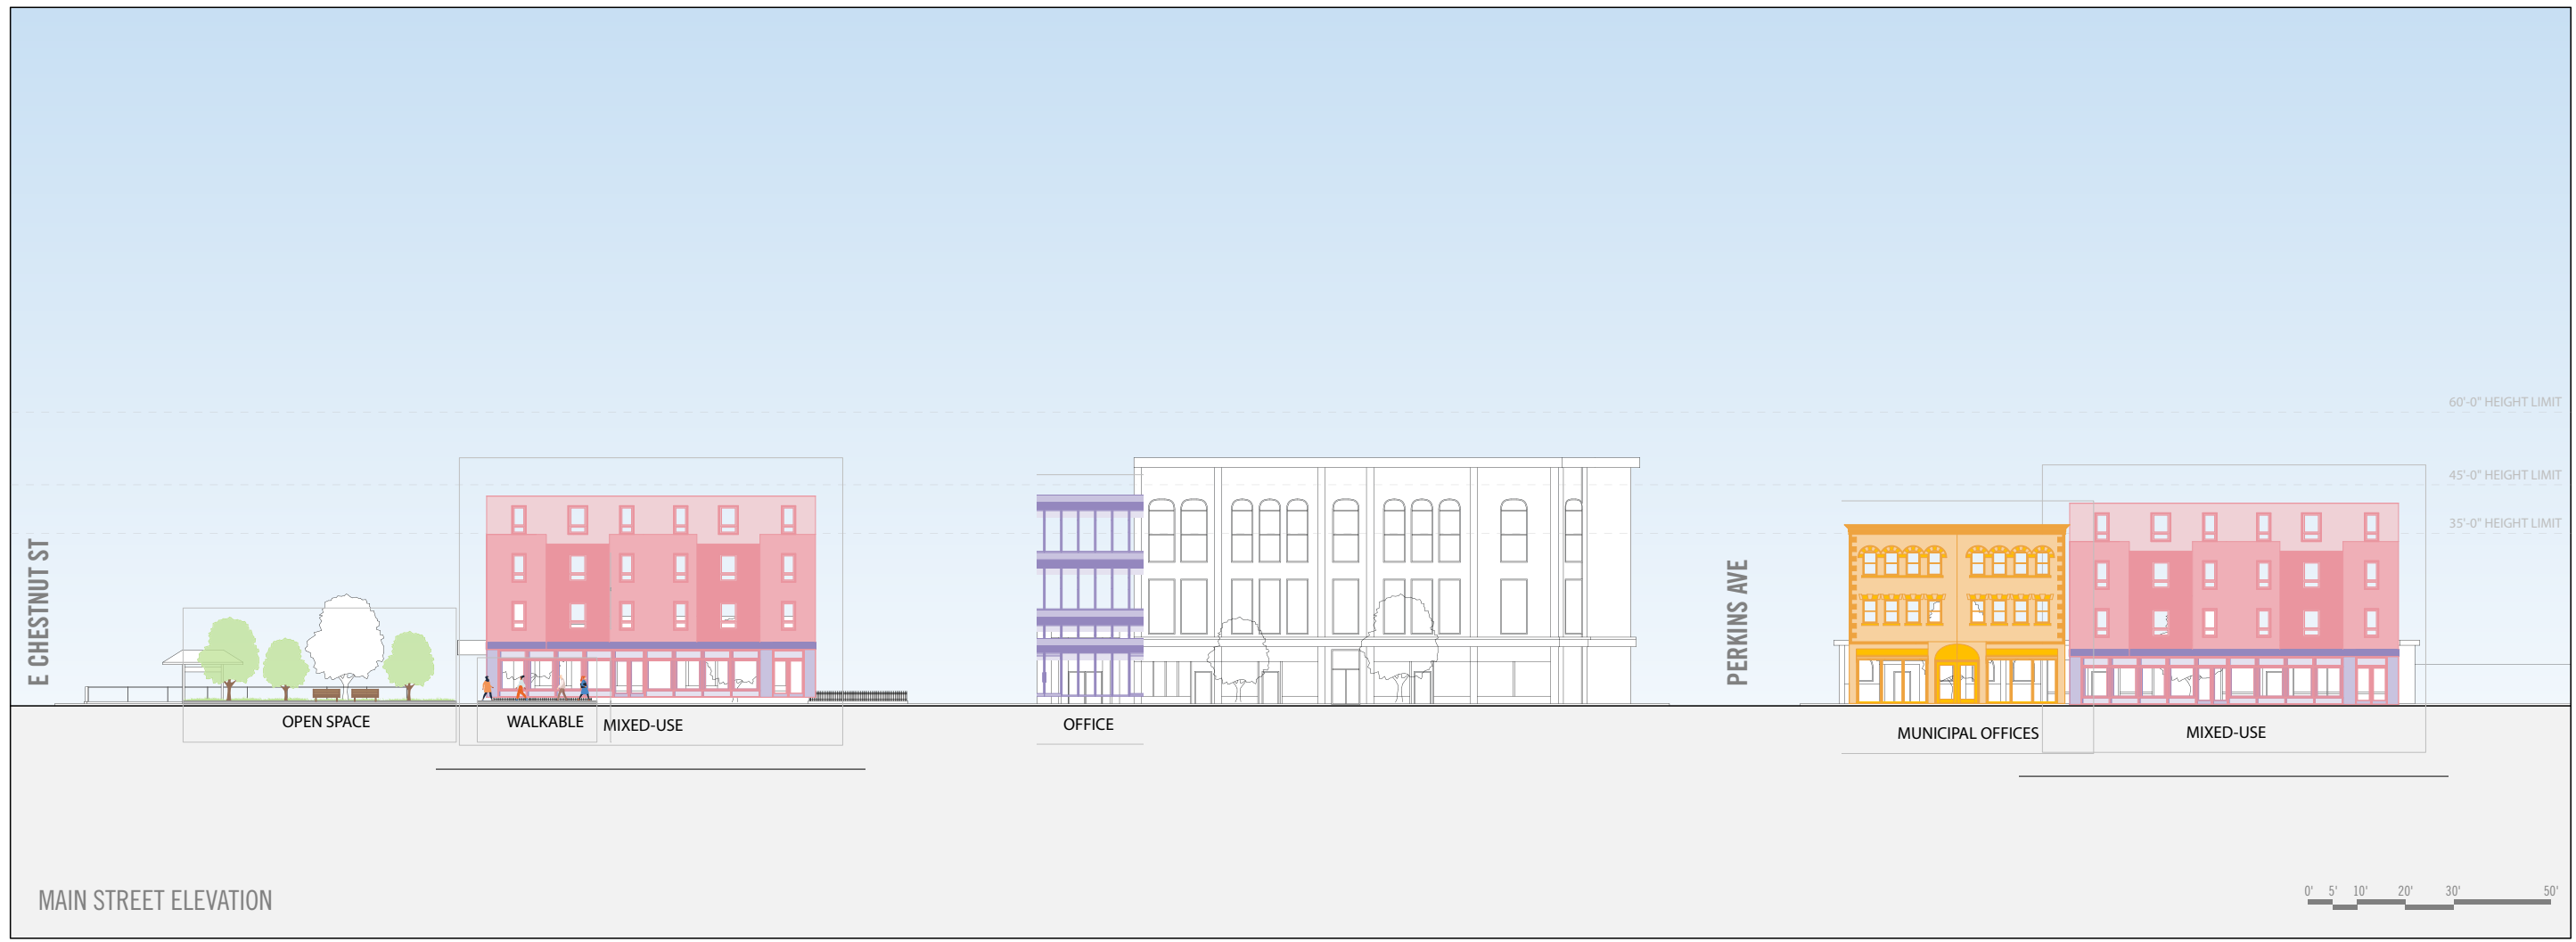 60'-0" HEIGHT LIMIT
45'-0" HEIGHT LIMIT
35'-0" HEIGHT LIMIT
E CHESTNUT ST
PERKINS AVE
OPEN SPACE
WALKABLE
MIXED-USE
OFFICE
MUNICIPAL OFFICES
MIXED-USE
MAIN STREET ELEVATION
0' 5' 10' 20' 30' 50'